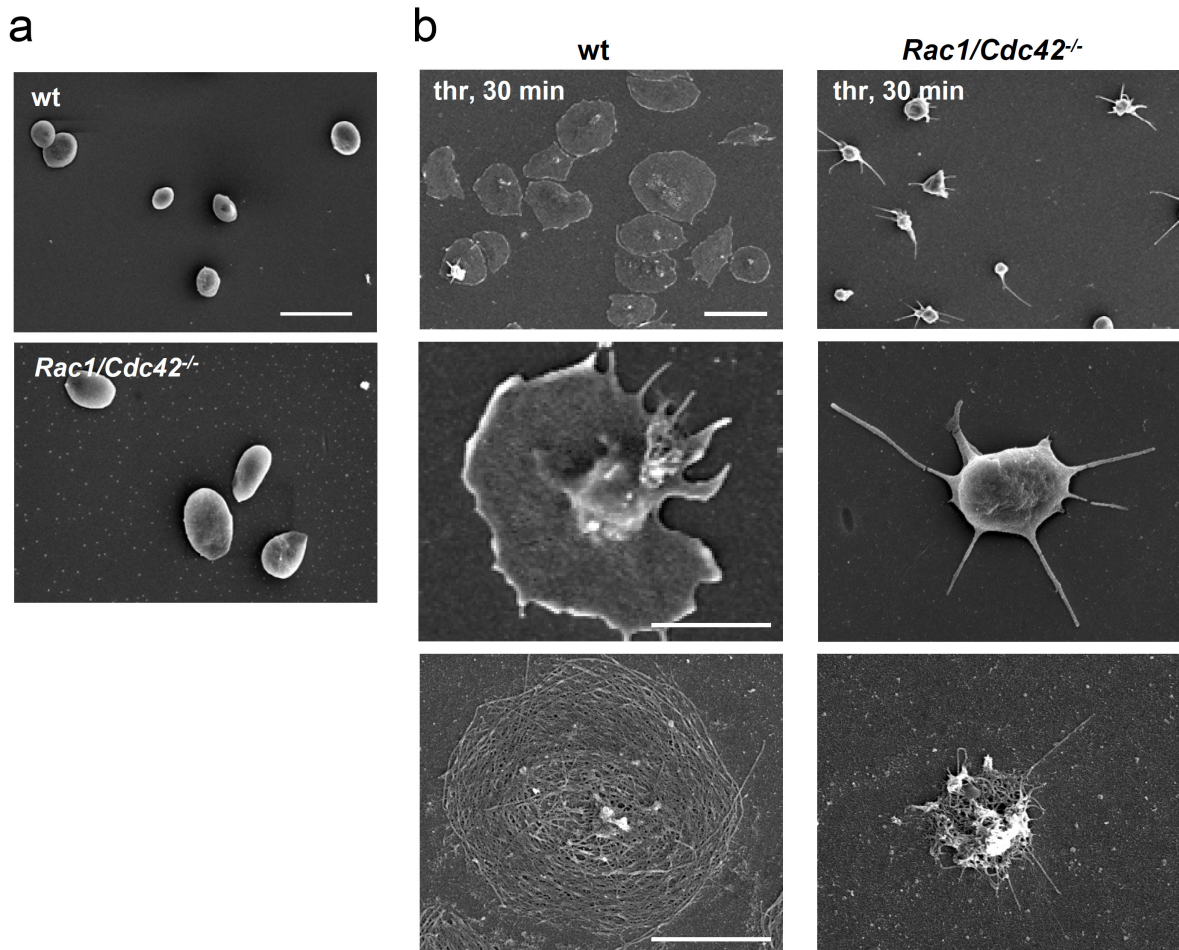 a
wt
Rac1/Cdc42-/-
b
wt
Rac1/Cdc42-/-
thr, 30 min
thr, 30 min